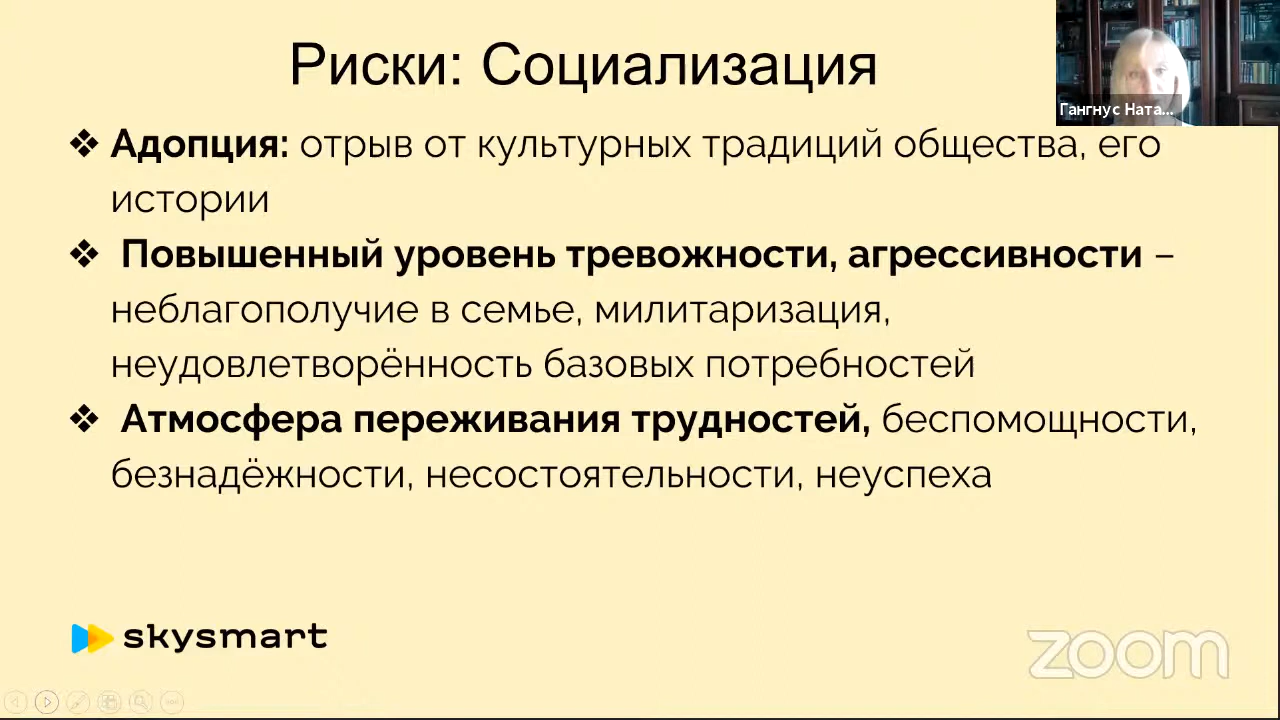 Риски: Социализация
Гангнус Ната...
❖ Адопция: отрыв от культурных традиций общества, его
истории
❖ Повышенный уровень тревожности, агрессивности –
неблагополучие в семье, милитаризация,
неудовлетворённость базовых потребностей
❖ Атмосфера переживания трудностей, беспомощности,
безнадёжности, несостоятельности, неуспеха
skysmart
zoom